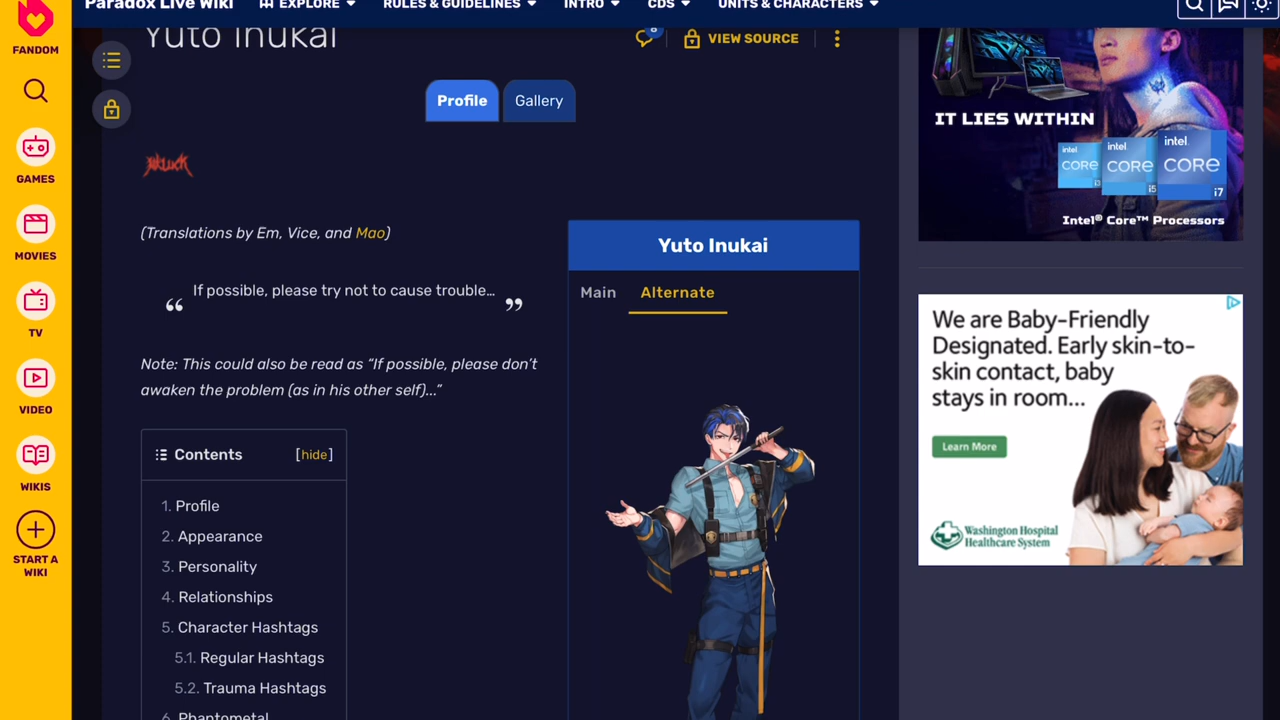 Paradox Live Wiki
EXPLORE
RULES & GUIDELINES
INTRO
CDS
UNITS & CHARACTERS
FANDOM
GAMES
MOVIES
TV
VIDEO
WIKIS
START A
WIKI
Yuto Inukai
8
VIEW SOURCE
Profile
Gallery
(Translations by Em, Vice, and Mao)
“ If possible, please try not to cause trouble... ”
Note: This could also be read as “If possible, please don’t
awaken the problem (as in his other self)...”
Contents [hide]
1. Profile
2. Appearance
3. Personality
4. Relationships
5. Character Hashtags
5.1. Regular Hashtags
5.2. Trauma Hashtags
6. Phantometal
Yuto Inukai
Main
Alternate
IT LIES WITHIN
intel.
CORE
i3
intel.
CORE
i5
intel.
CORE
i7
Intel® Core™ Processors
We are Baby-Friendly
Designated. Early skin-to-
skin contact, baby
stays in room...
Learn More
Washington Hospital
Healthcare System